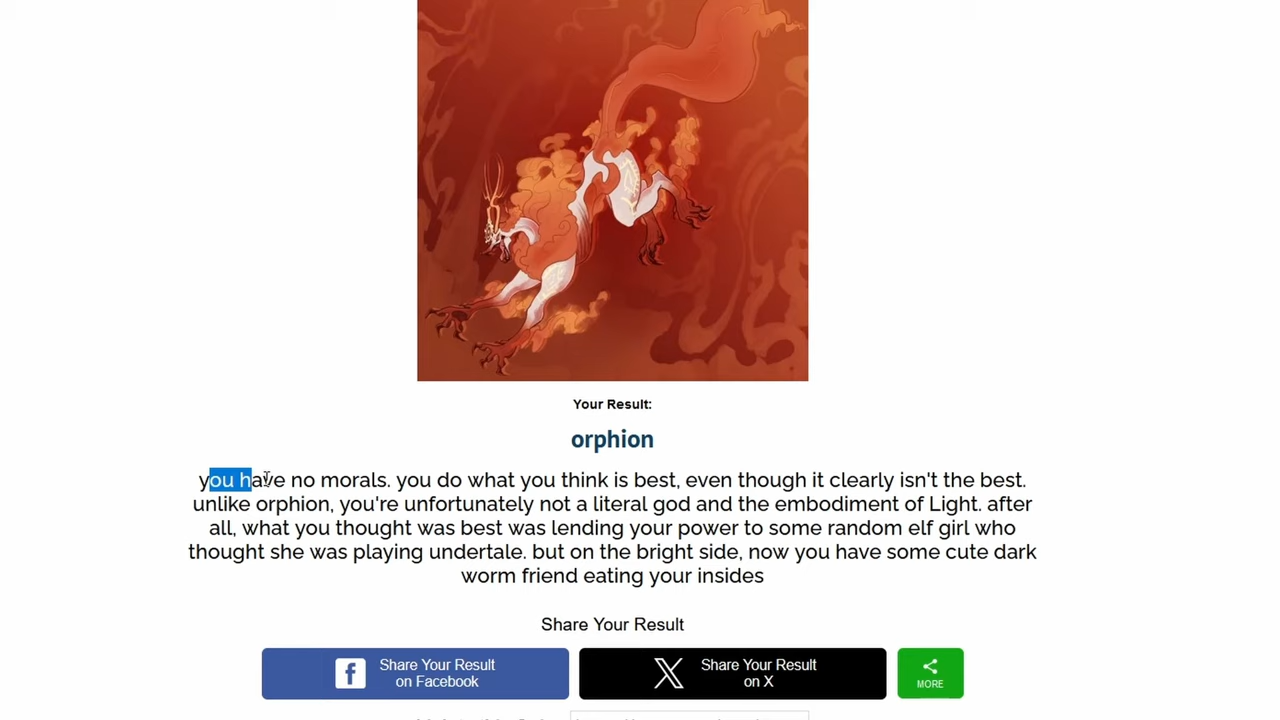 Your Result:
orphion
you have no morals. you do what you think is best, even though it clearly isn't the best.
unlike orphion, you're unfortunately not a literal god and the embodiment of Light. after
all, what you thought was best was lending your power to some random elf girl who
thought she was playing undertale. but on the bright side, now you have some cute dark
worm friend eating your insides
Share Your Result
Share Your Result
on Facebook
Share Your Result
on X
MORE